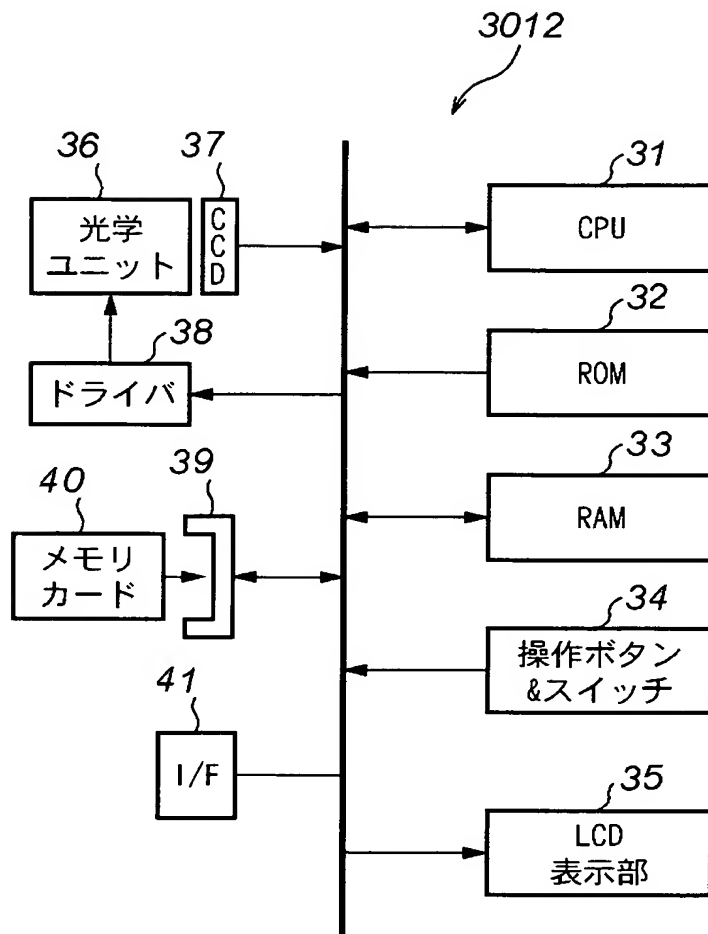 3012
36
37
31
光学
ユニット
CCD
CPU
38
32
ドライバ
ROM
39
33
40
RAM
メモリ
カード
34
操作ボタン
&スイッチ
41
I/F
35
LCD
表示部